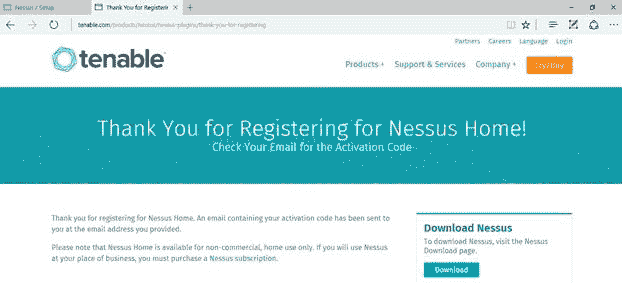 Nessus / Setup
Thank You for Registerin
tenable.com/products/nessus/nessus-plugins/thank-you-for-registering
Partners Careers Language Login
tenable
Products Support & Services Company Try/Buy
Thank You for Registering for Nessus Home!
Check Your Email for the Activation Code
Thank you for registering for Nessus Home. An email containing your activation code has been sent to
you at the email address you provided.
Please note that Nessus Home is available for non-commercial, home use only. If you will use Nessus
at your place of business, you must purchase a Nessus subscription.
Download Nessus
To download Nessus, visit the Nessus
Download page.
Download